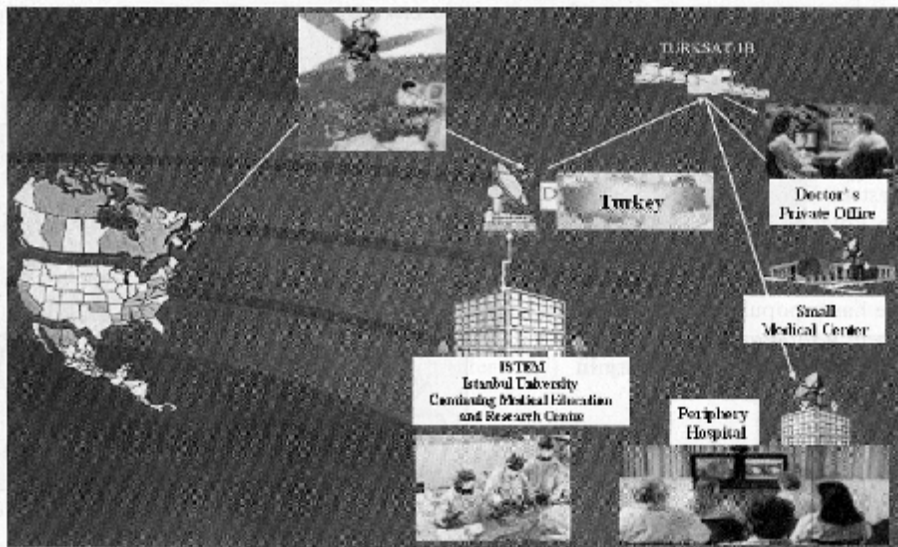 TURKSAT 1B
D
Turkey
Doctor's
Private Office
Small
Medical Center
ISTEM
Istanbul University
Continuing Medical Education
and Research Centre
Periphery
Hospital